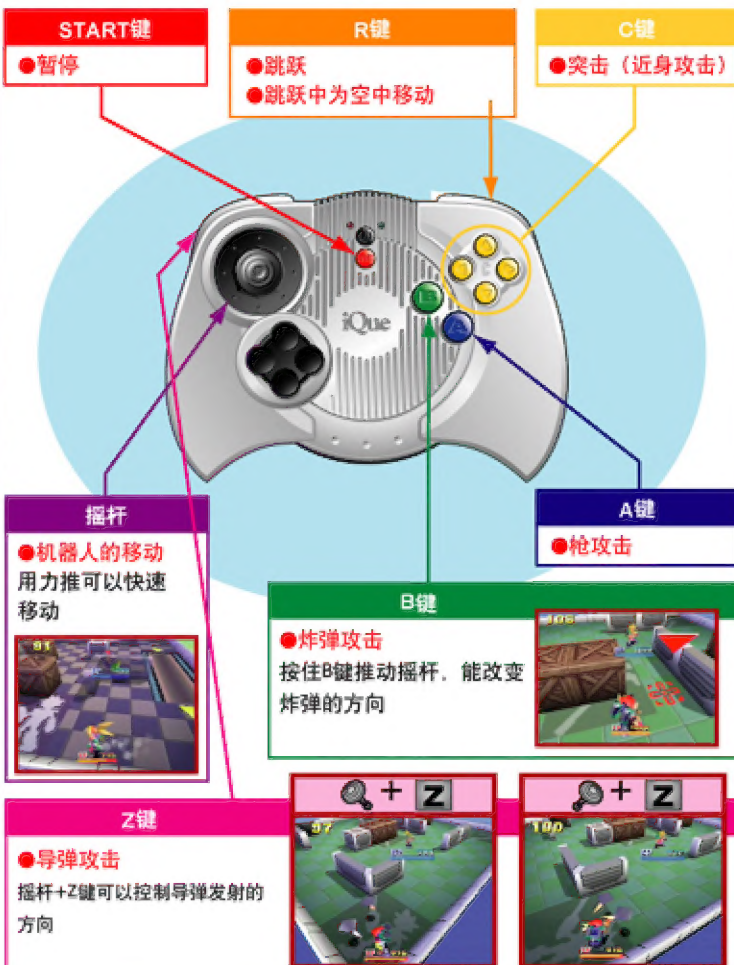 START键
●暂停
R键
●跳跃
●跳跃中为空中移动
C键
●突击（近身攻击）
iQue
B
A
C
摇杆
●机器人的移动
用力推可以快速
移动
91
A键
●枪攻击
B键
●炸弹攻击
按住B键推动摇杆，能改变
炸弹的方向
108
Z键
●导弹攻击
摇杆+Z键可以控制导弹发射的
方向
+ Z
97
+ Z
100